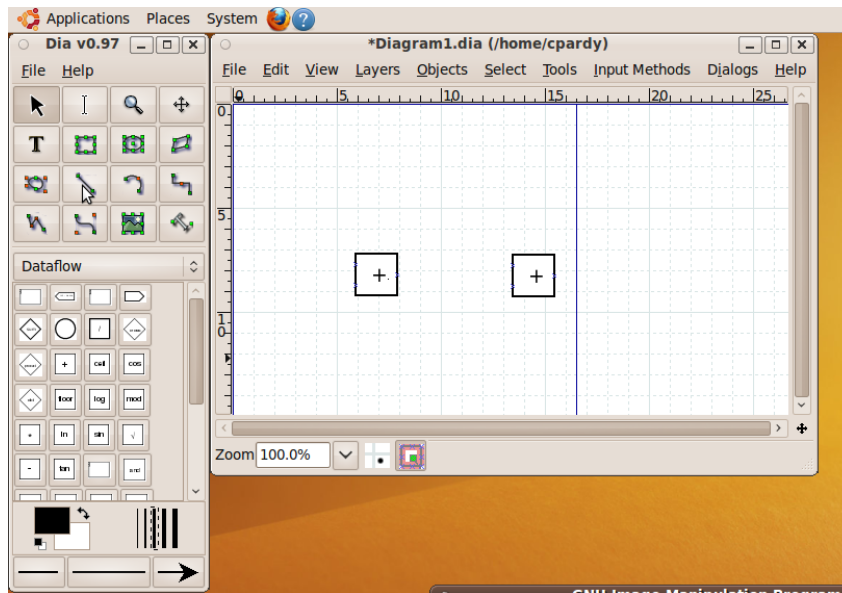 Applications Places System
Dia v0.97
File Help
T
Dataflow
+ ceil cos
floor log mod
ln sin √
- tan and
*Diagram1.dia (/home/cpardy)
File Edit View Layers Objects Select Tools Input Methods Dialogs Help
0 5 10 15 20 25
0
5
10
+ +
Zoom 100.0%
GNU Image Manipulation Program